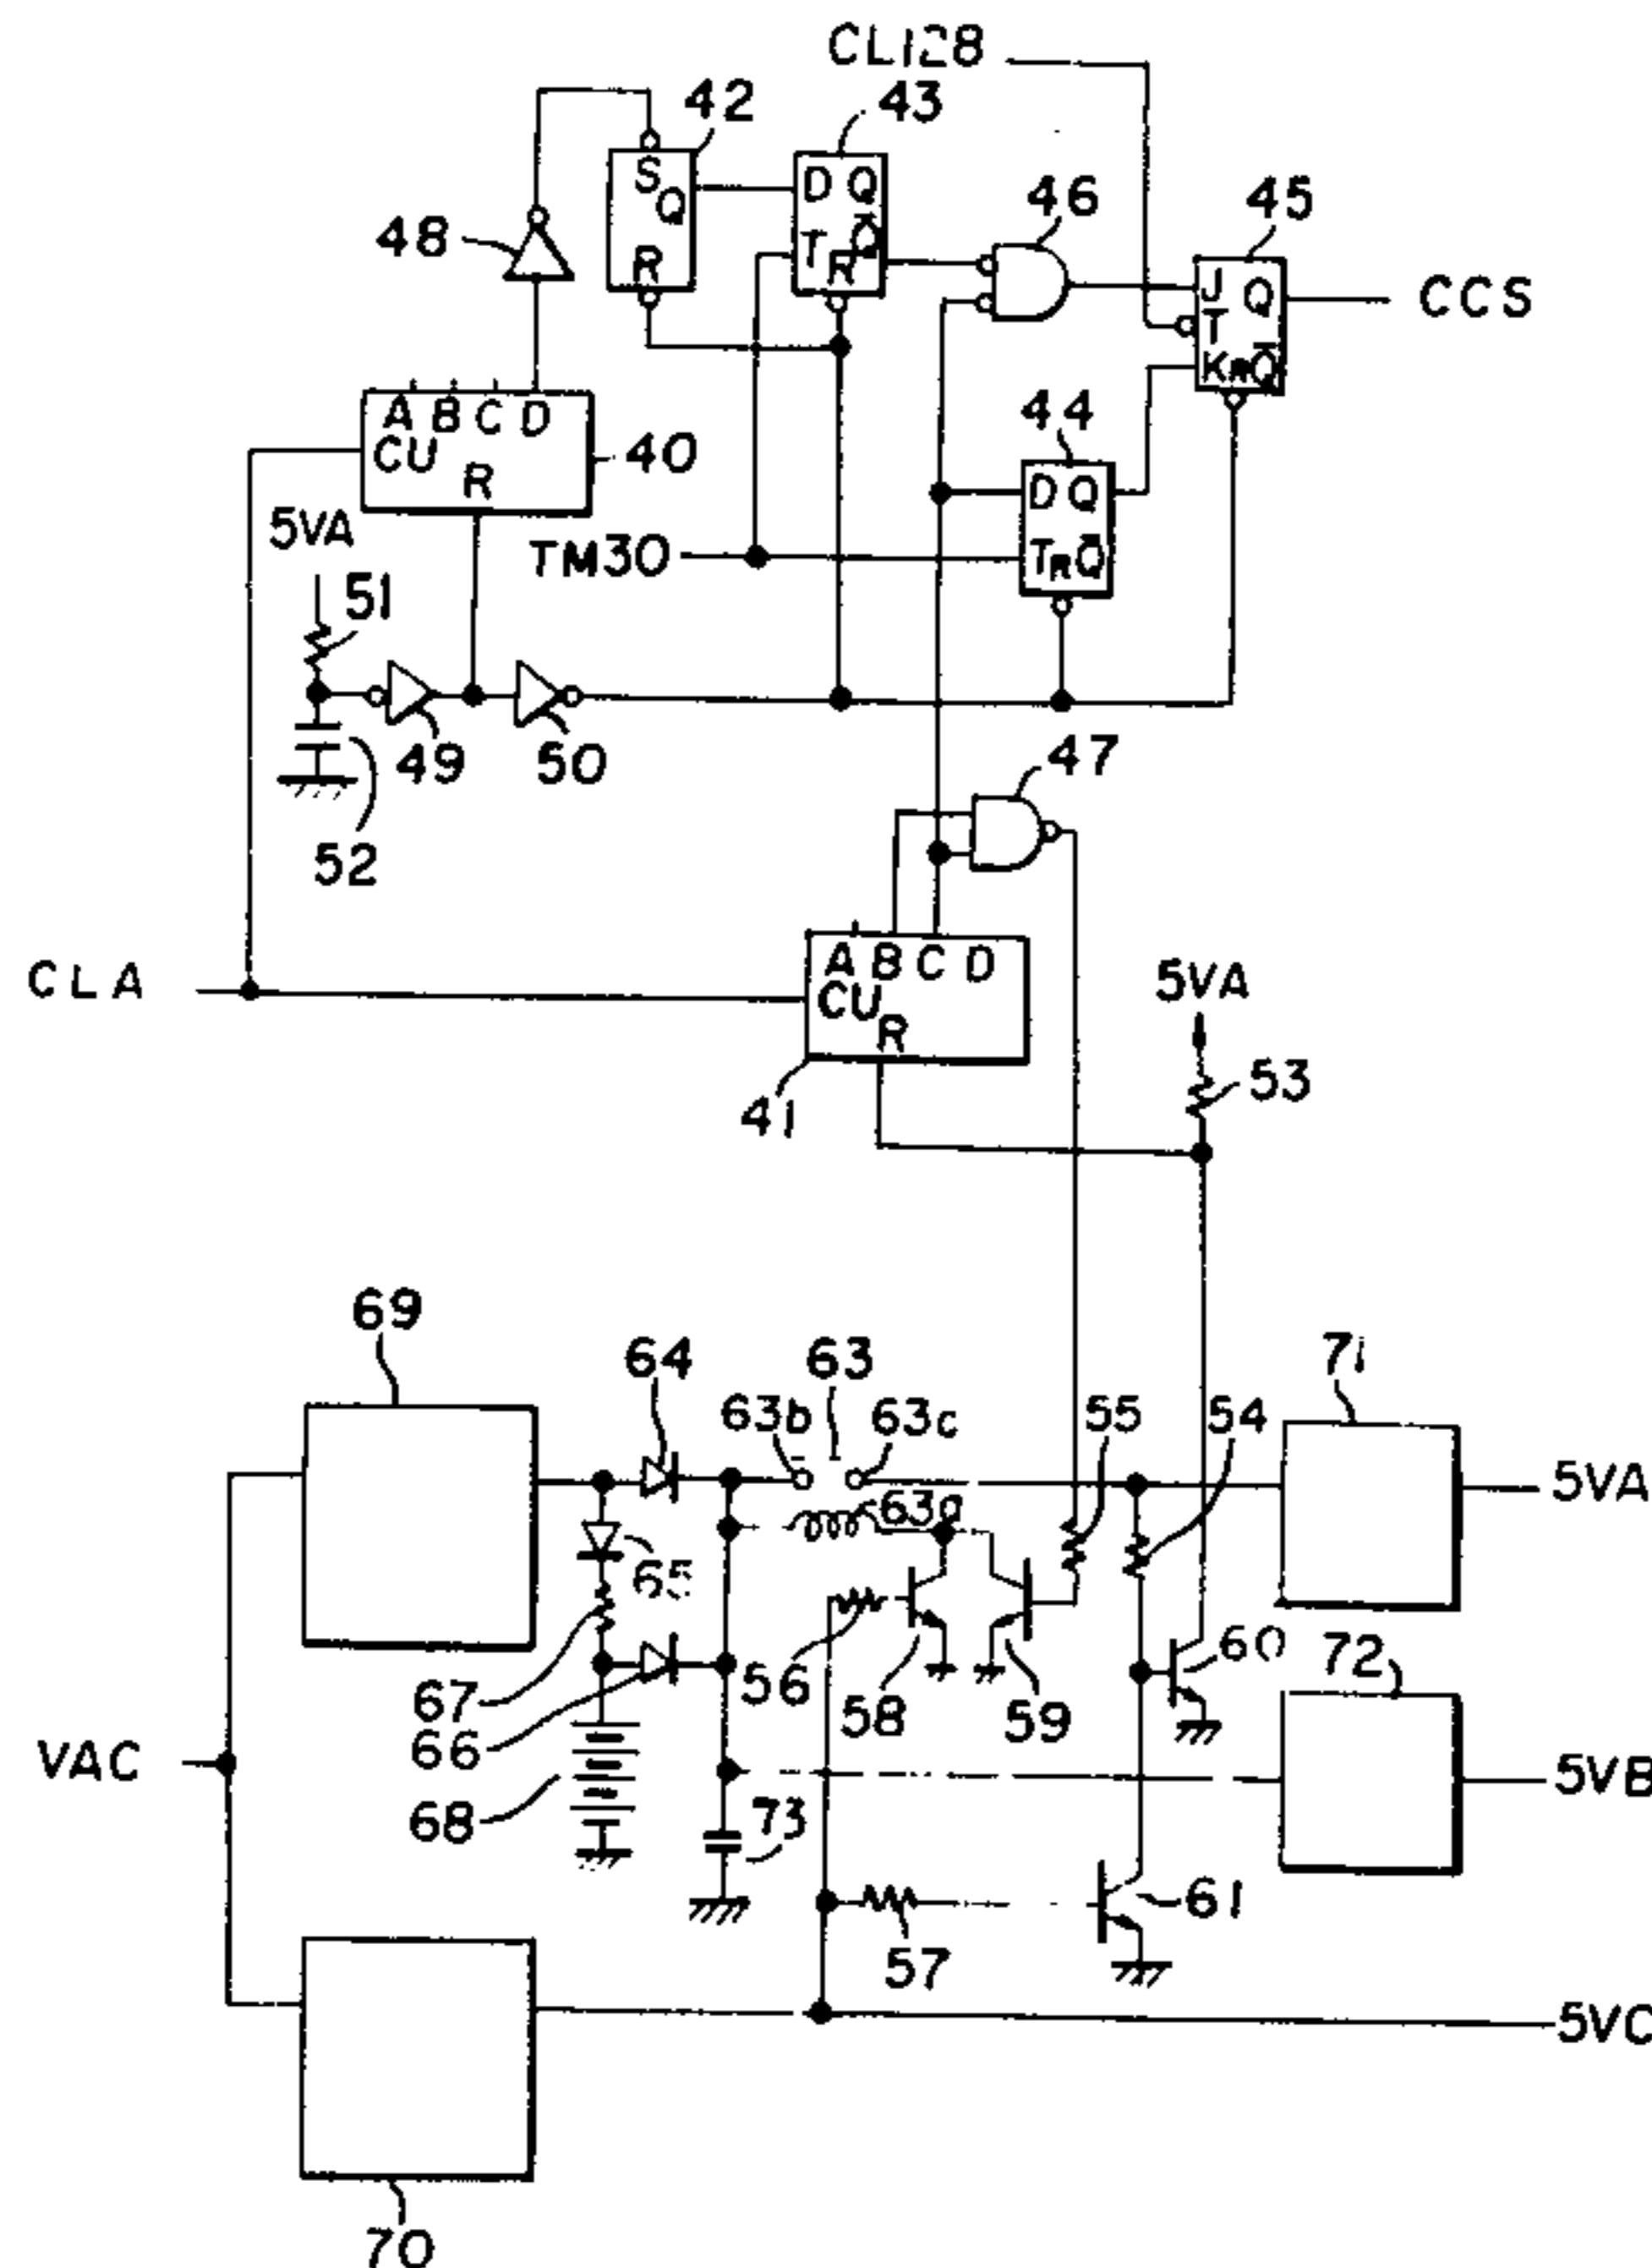 CL128
42
43
S
Q
D Q
46
45
48
R
T
Q̄
R
J Q
CCS
T
K R Q̄
A B C D
44
CU
40
R
D Q
5VA
TM30
T R Q̄
51
49
50
47
52
A B C D
CLA
5VA
CU
R
53
41
69
64
63
71
63b
63c
55
54
5VA
63a
65
56
60
72
67
58
59
66
VAC
5VB
68
73
61
57
5VC
70